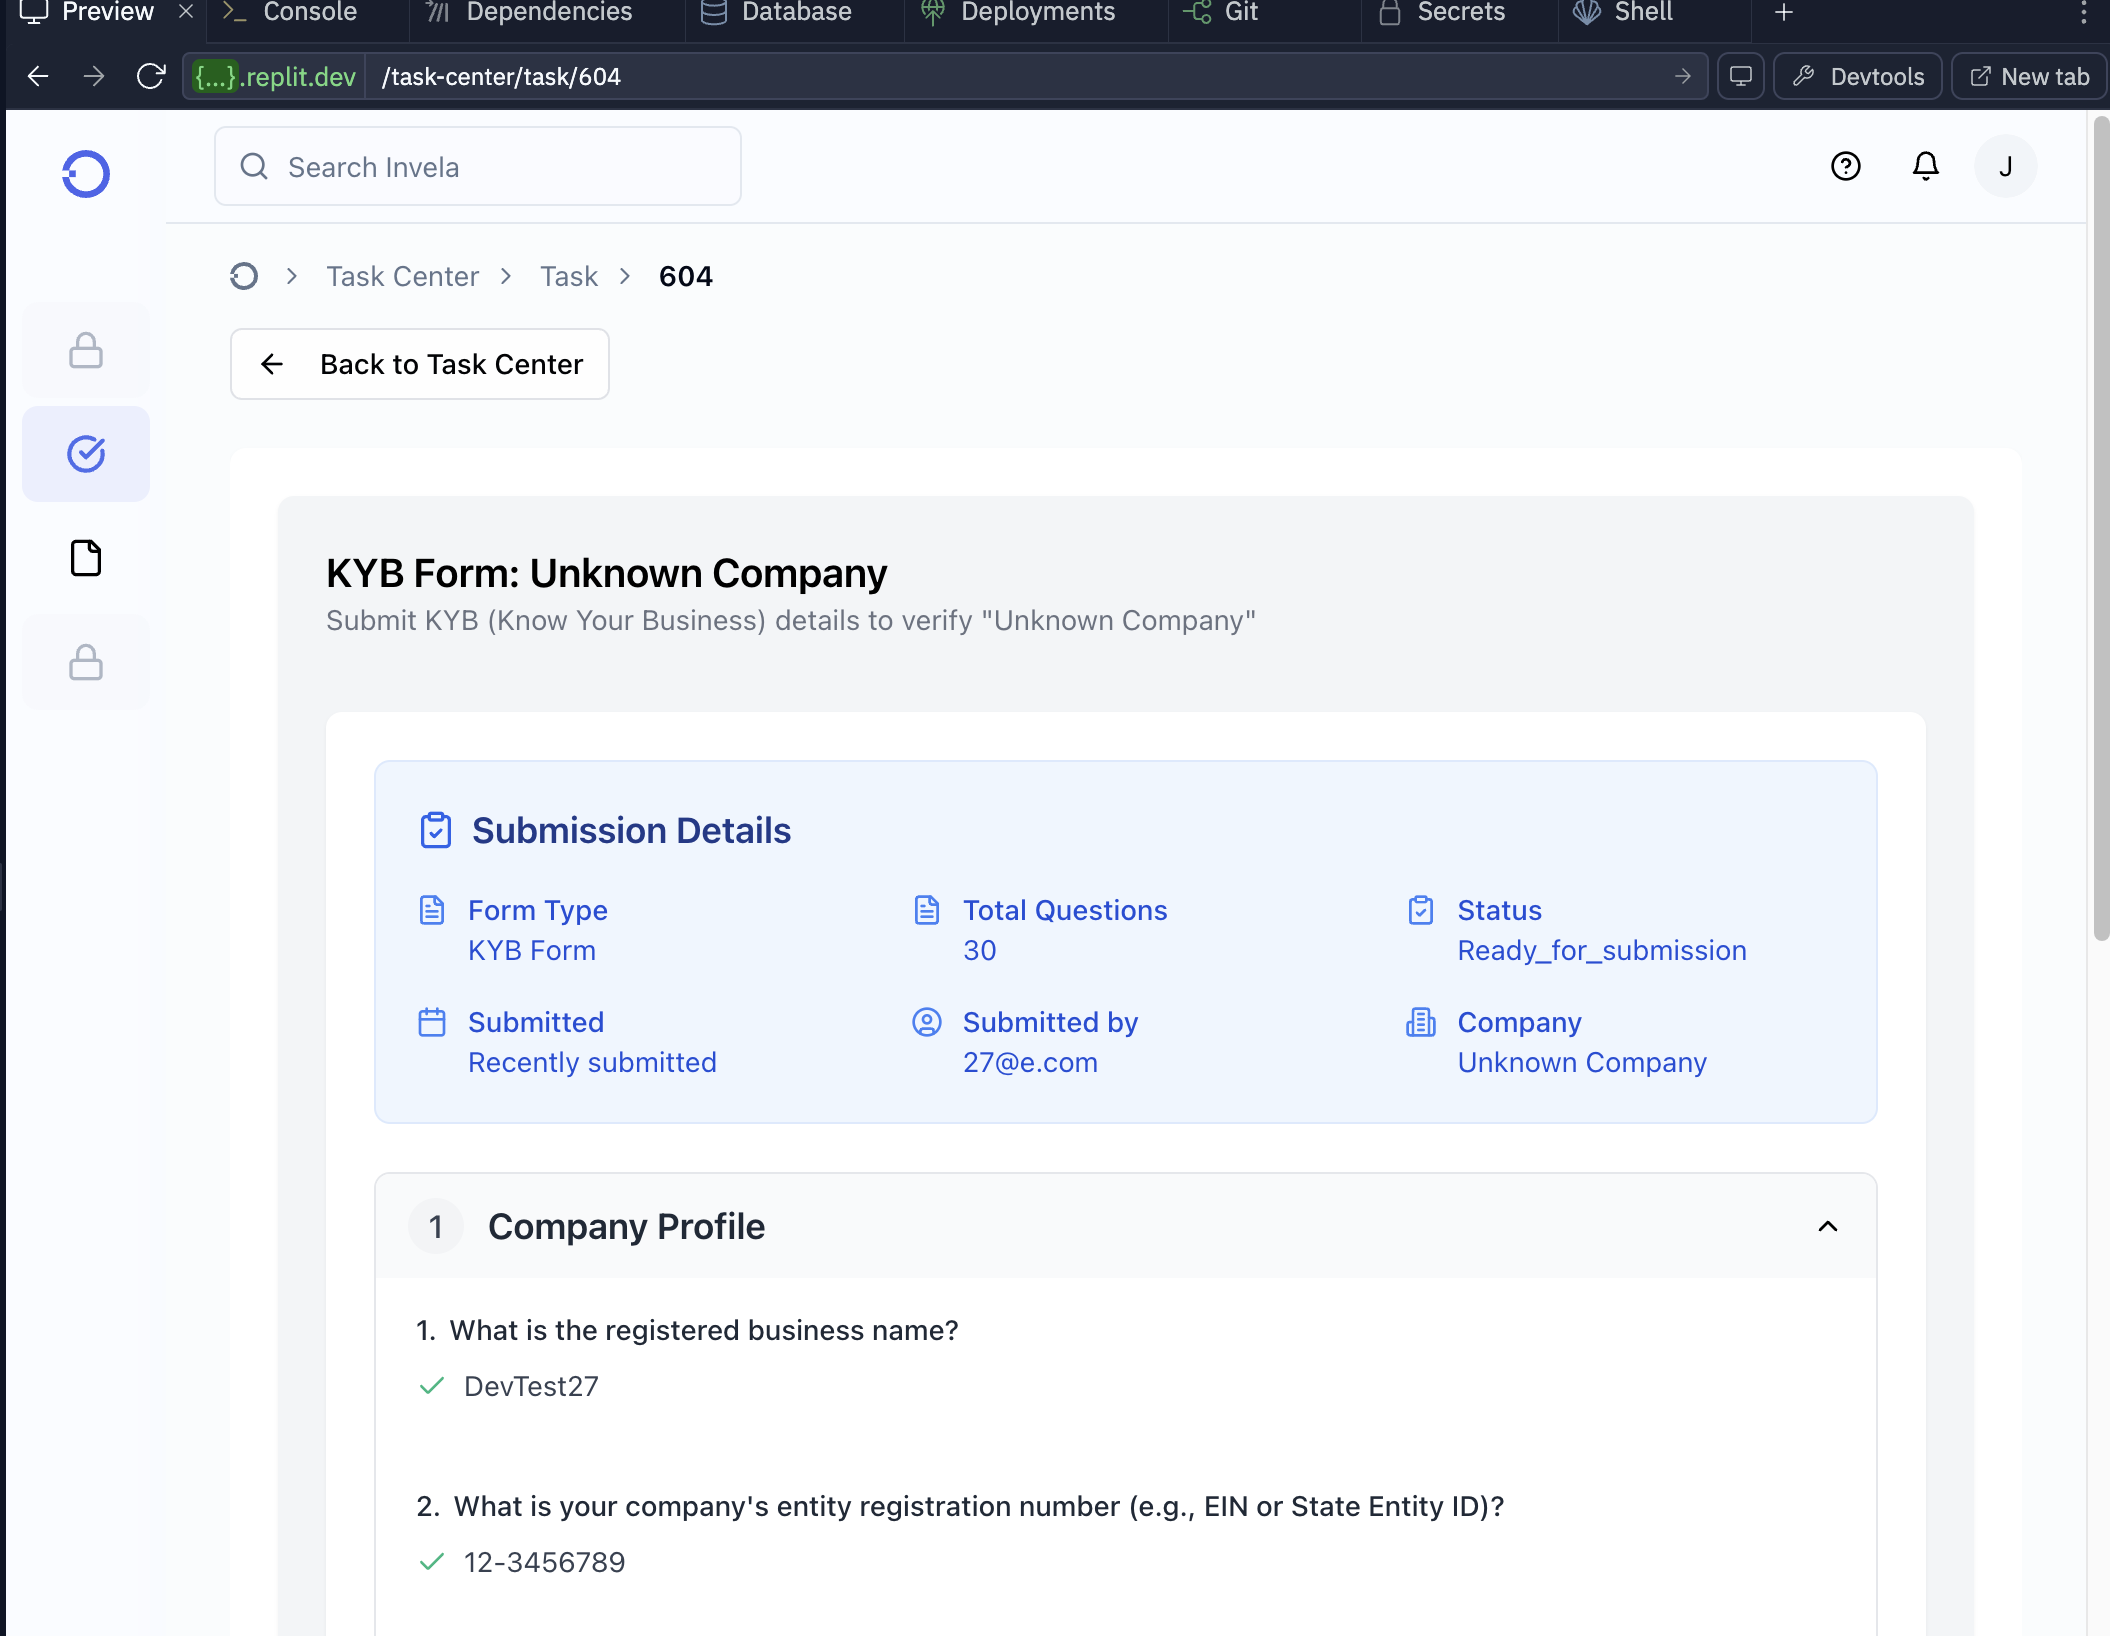 Preview
Console
Dependencies
Database
Deployments
Git
Secrets
Shell
{...}.replit.dev
/task-center/task/604
Devtools
New tab
Search Invela
J
Task Center
Task
604
Back to Task Center
KYB Form: Unknown Company
Submit KYB (Know Your Business) details to verify "Unknown Company"
Submission Details
Form Type
KYB Form
Total Questions
30
Status
Ready_for_submission
Submitted
Recently submitted
Submitted by
27@e.com
Company
Unknown Company
1 Company Profile
1. What is the registered business name?
DevTest27
2. What is your company's entity registration number (e.g., EIN or State Entity ID)?
12-3456789